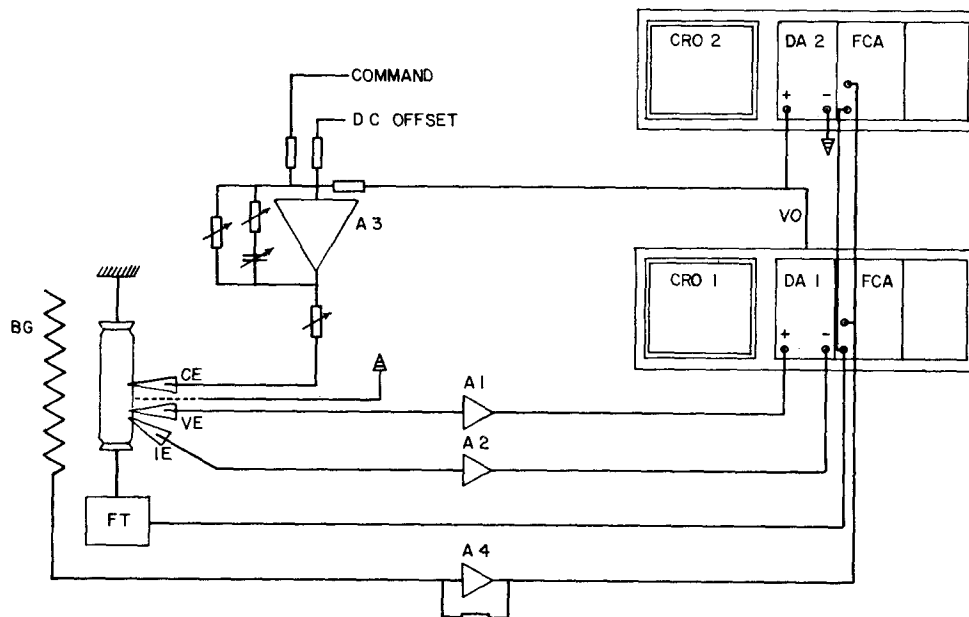 CRO 2
DA 2
FCA
+
-
COMMAND
DC OFFSET
A 3
VO
CRO 1
DA 1
FCA
+
-
BG
CE
VE
IE
A 1
A 2
FT
A 4